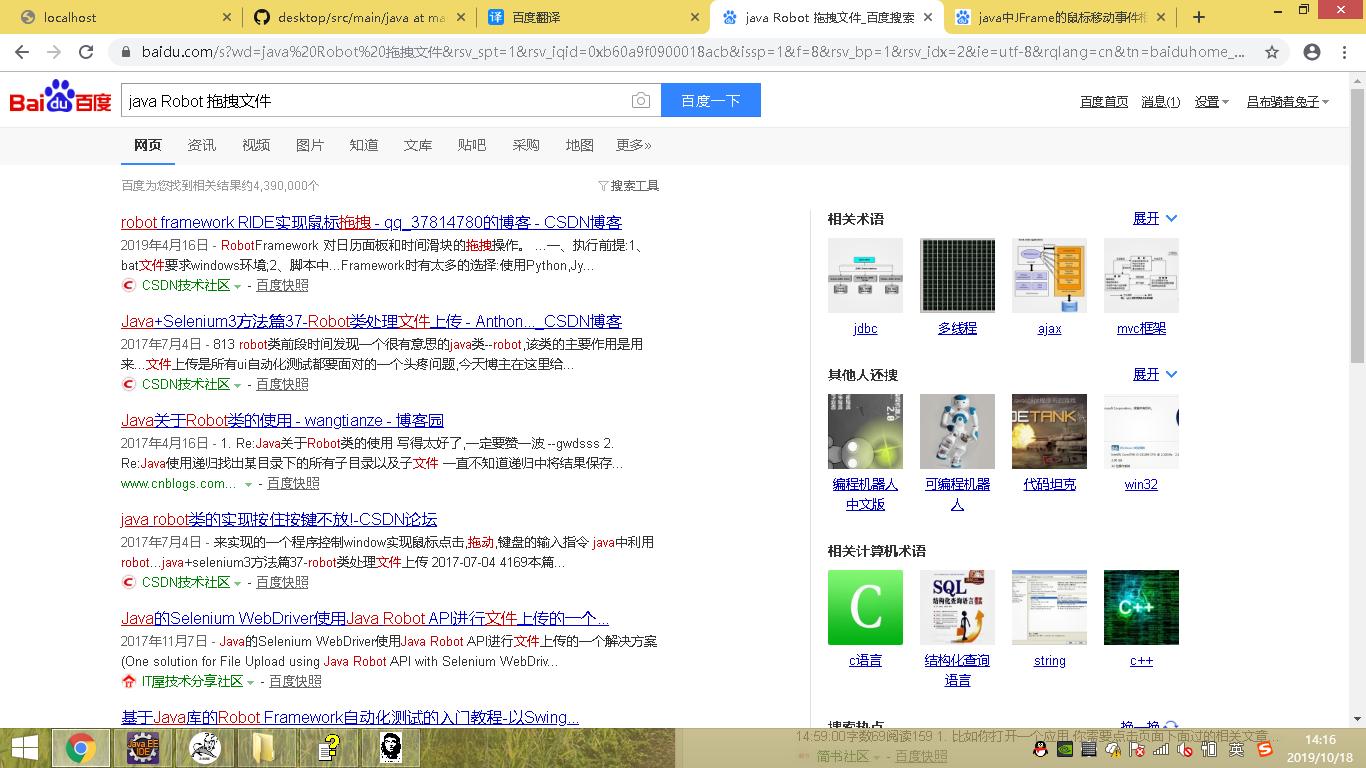 localhost
desktop/src/main/java at ma
百度翻译
java Robot 拖拽文件_百度搜索
java中JFrame的鼠标移动事件
baidu.com/s?wd=java%20Robot%20拖拽文件&rsv_spt=1&rsv_iqid=0xb60a9f0900018acb&issp=1&f=8&rsv_bp=1&rsv_idx=2&ie=utf-8&rqlang=cn&tn=baiduhome_...
Bai du 百度
java Robot 拖拽文件
百度一下
百度首页 消息(1) 设置 吕布骑着兔子
网页 资讯 视频 图片 知道 文库 贴吧 采购 地图 更多»
百度为您找到相关结果约4,390,000个
搜索工具
robot framework RIDE实现鼠标拖拽 - qq_37814780的博客 - CSDN博客
2019年4月16日 - RobotFramework 对日历面板和时间滑块的拖拽操作。 ...一、执行前提:1、
bat文件要求windows环境;2、脚本中...Framework时有太多的选择:使用Python,Jy...
CSDN技术社区 - 百度快照
Java+Selenium3方法篇37-Robot类处理文件上传 - Anthon..._CSDN博客
2017年7月4日 - 813 robot类前段时间发现一个很有意思的java类--robot,该类的主要作用是用
来...文件上传是所有ui自动化测试都要面对的一个头疼问题,今天博主在这里给...
CSDN技术社区 - 百度快照
Java关于Robot类的使用 - wangtianze - 博客园
2017年4月16日 - 1. Re:Java关于Robot类的使用 写得太好了,一定要赞一波 --gwdsss 2.
Re:Java使用递归找出某目录下的所有子目录以及子文件 一直不知道递归中将结果保存...
www.cnblogs.com... - 百度快照
java robot类的实现按住按键不放!-CSDN论坛
2017年7月4日 - 来实现的一个程序控制window实现鼠标点击,拖动,键盘的输入指令 java中利用
robot...java+selenium3方法篇37-robot类处理文件上传 2017-07-04 4169本篇...
CSDN技术社区 - 百度快照
Java的Selenium WebDriver使用Java Robot API进行文件上传的一个...
2017年11月7日 - Java的Selenium WebDriver使用Java Robot API进行文件上传的一个解决方案
(One solution for File Upload using Java Robot API with Selenium WebDriv...
IT屋技术分享社区 - 百度快照
基于Java库的Robot Framework自动化测试的入门教程-以Swing...
相关术语 展开
jdbc 多线程 ajax mvc框架
其他人还搜 展开
2.0
DETANK
编程机器人中文版 可编程机器人 代码坦克 win32
相关计算机术语
C
SQL
结构化查询语言
C++
c语言 结构化查询语言 string c++
搜索热点 换一换
Java EE
IDE
14:59:00字数69阅读159 1. 比如你打开一个应用,你需要点击页面下面过的相关文章...
简书社区 - 百度快照
英
14:16
2019/10/18